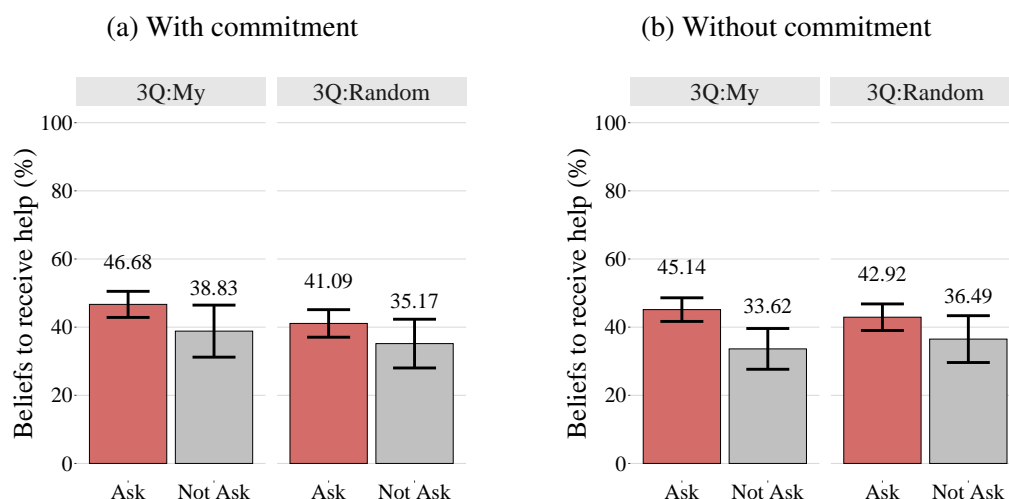 (a) With commitment
3Q:My
3Q:Random
Beliefs to receive help (%)
100
80
60
40
20
0
46.68
38.83
41.09
35.17
Ask
Not Ask
Ask
Not Ask
(b) Without commitment
3Q:My
3Q:Random
Beliefs to receive help (%)
100
80
60
40
20
0
45.14
33.62
42.92
36.49
Ask
Not Ask
Ask
Not Ask